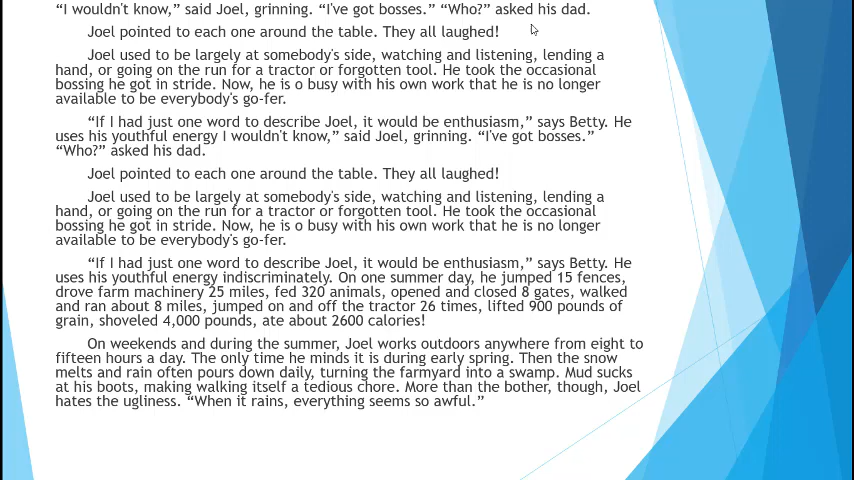 “I wouldn't know,” said Joel, grinning. “I've got bosses.” “Who?” asked his dad.
Joel pointed to each one around the table. They all laughed!
Joel used to be largely at somebody's side, watching and listening, lending a
hand, or going on the run for a tractor or forgotten tool. He took the occasional
bossing he got in stride. Now, he is o busy with his own work that he is no longer
available to be everybody's go-fer.
“If I had just one word to describe Joel, it would be enthusiasm,” says Betty. He
uses his youthful energy I wouldn't know,” said Joel, grinning. “I've got bosses.”
“Who?” asked his dad.
Joel pointed to each one around the table. They all laughed!
Joel used to be largely at somebody's side, watching and listening, lending a
hand, or going on the run for a tractor or forgotten tool. He took the occasional
bossing he got in stride. Now, he is o busy with his own work that he is no longer
available to be everybody's go-fer.
“If I had just one word to describe Joel, it would be enthusiasm,” says Betty. He
uses his youthful energy indiscriminately. On one summer day, he jumped 15 fences,
drove farm machinery 25 miles, fed 320 animals, opened and closed 8 gates, walked
and ran about 8 miles, jumped on and off the tractor 26 times, lifted 900 pounds of
grain, shoveled 4,000 pounds, ate about 2600 calories!
On weekends and during the summer, Joel works outdoors anywhere from eight to
fifteen hours a day. The only time he minds it is during early spring. Then the snow
melts and rain often pours down daily, turning the farmyard into a swamp. Mud sucks
at his boots, making walking itself a tedious chore. More than the bother, though, Joel
hates the ugliness. “When it rains, everything seems so awful.”